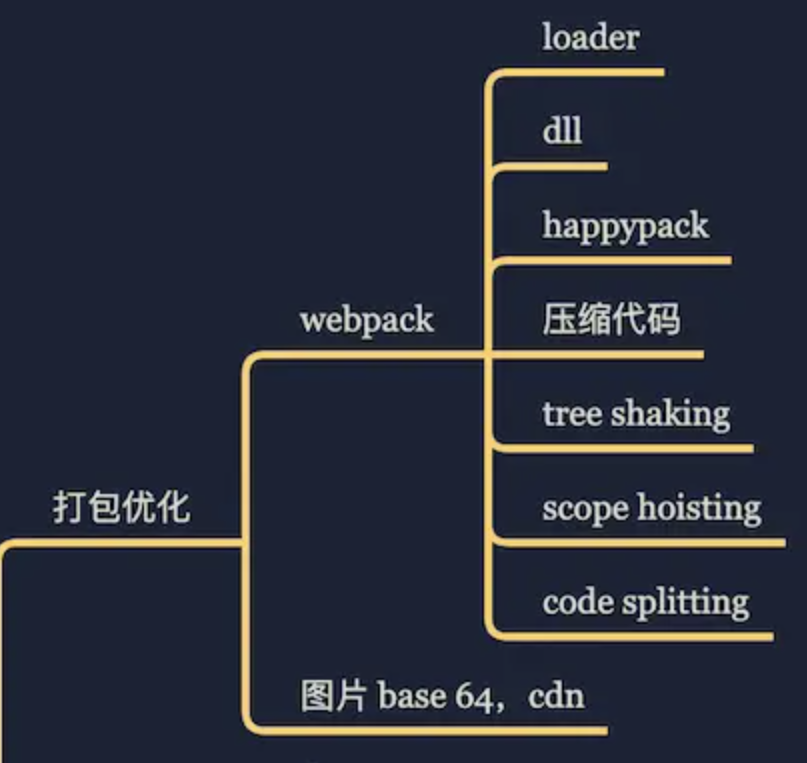 loader
dll
happypack
webpack
压缩代码
tree shaking
打包优化
scope hoisting
code splitting
图片 base 64，cdn